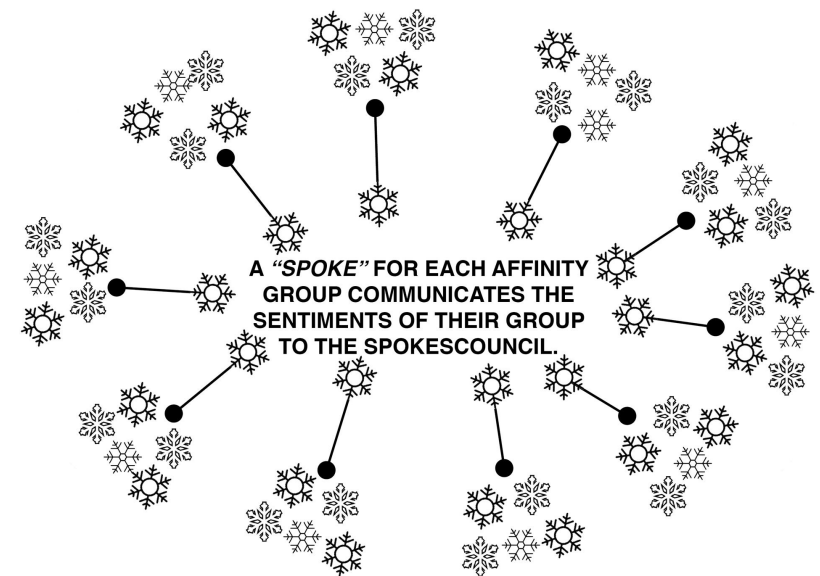 A “SPOKE” FOR EACH AFFINITY
GROUP COMMUNICATES THE
SENTIMENTS OF THEIR GROUP
TO THE SPOKESCOUNCIL.